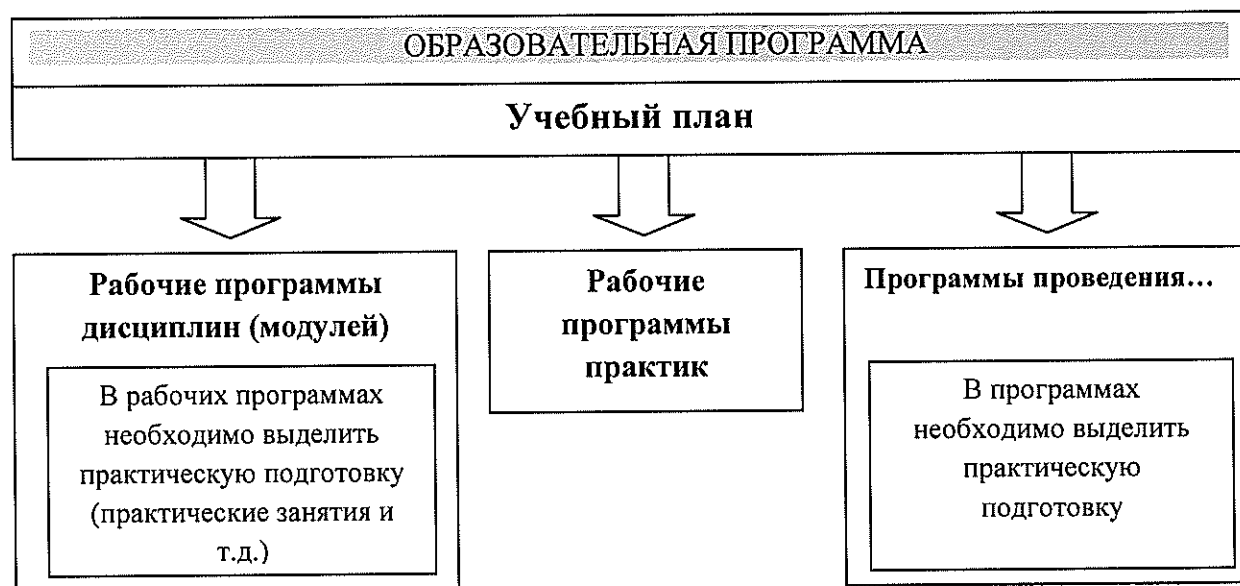 ОБРАЗОВАТЕЛЬНАЯ ПРОГРАММА
Учебный план
Рабочие программы
дисциплин (модулей)
В рабочих программах
необходимо выделить
практическую подготовку
(практические занятия и
т.д.)
Рабочие
программы
практик
Программы проведения…
В программах
необходимо выделить
практическую
подготовку